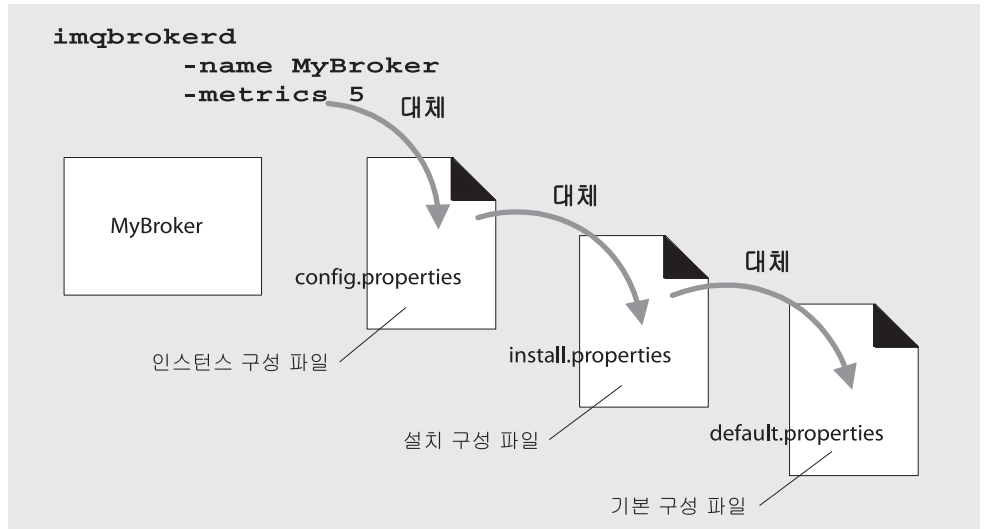 imqbrokerd
-name MyBroker
-metrics 5
대체
대체
대체
MyBroker
config.properties
인스턴스 구성 파일
install.properties
설치 구성 파일
default.properties
기본 구성 파일